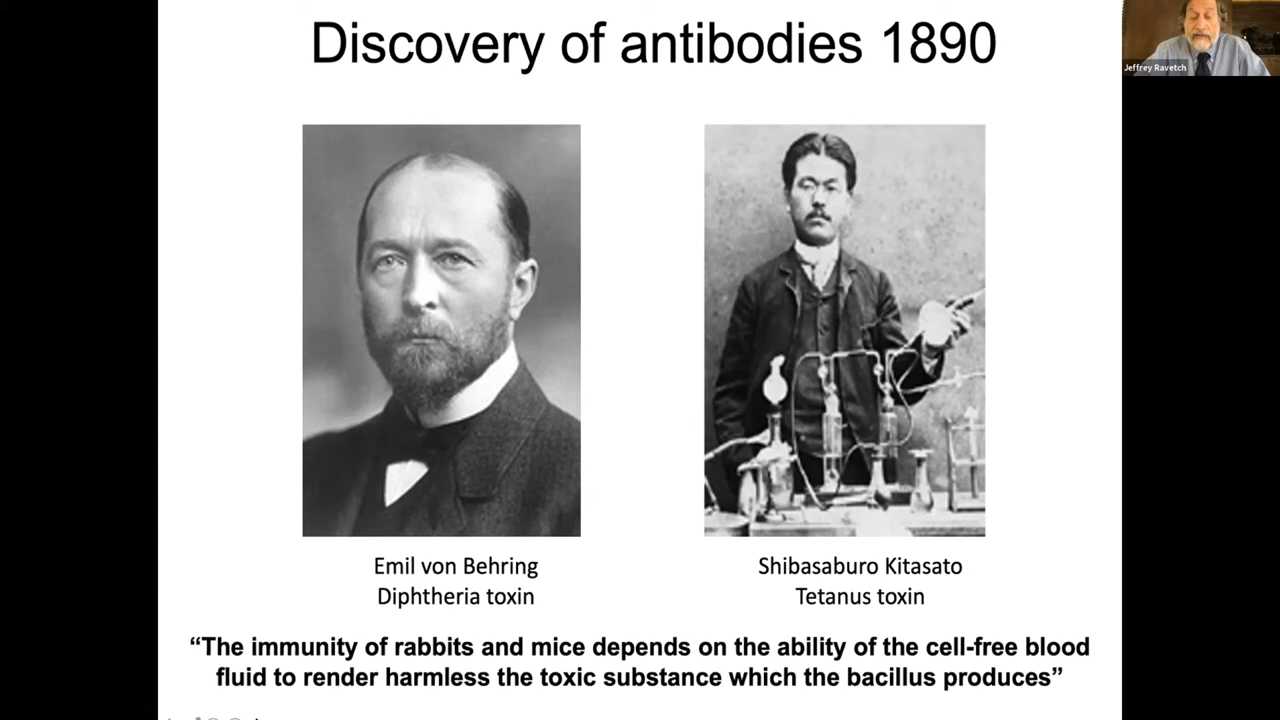 Discovery of antibodies 1890
Jeffrey Ravetch
Emil von Behring
Diphtheria toxin
Shibasaburo Kitasato
Tetanus toxin
“The immunity of rabbits and mice depends on the ability of the cell-free blood
fluid to render harmless the toxic substance which the bacillus produces”